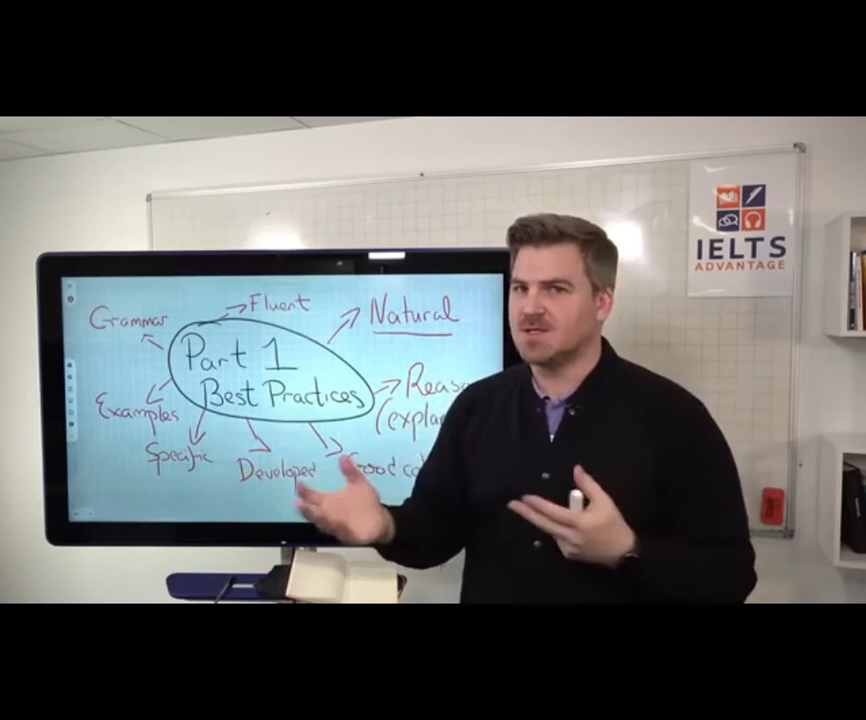 IELTS
ADVANTAGE
Fluent
Natural
Grammar
Part 1
Best Practices
Examples
Specific
Developed